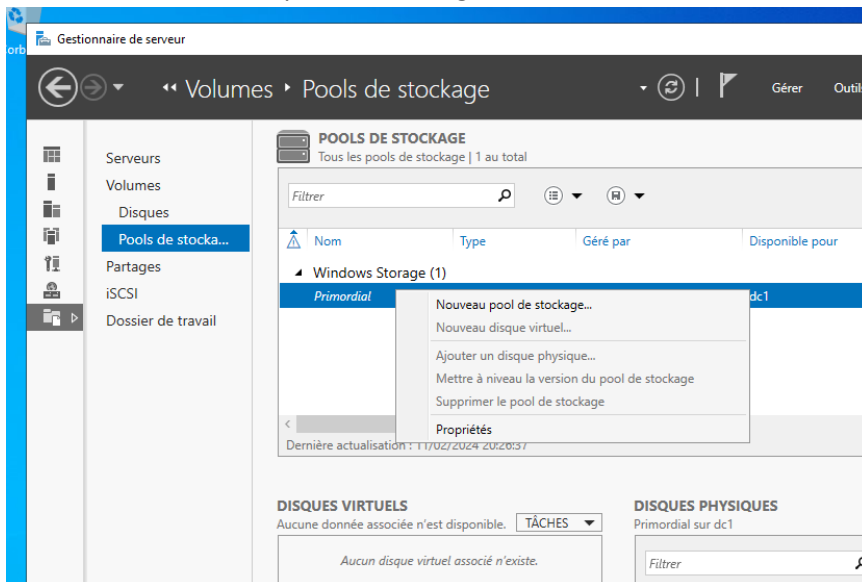 orb
Gestionnaire de serveur
Volumes
Pools de stockage
Gérer
Outil
Serveurs
Volumes
Disques
Pools de stocka...
Partages
iSCSI
Dossier de travail
POOLS DE STOCKAGE
Tous les pools de stockage | 1 au total
Filtrer
Nom Type Géré par Disponible pour
Windows Storage (1)
Primordial dc1
Nouveau pool de stockage...
Nouveau disque virtuel...
Ajouter un disque physique...
Mettre à niveau la version du pool de stockage
Supprimer le pool de stockage
Propriétés
Dernière actualisation : 11/02/2024 20:26:37
DISQUES VIRTUELS
Aucune donnée associée n'est disponible. TÂCHES
Aucun disque virtuel associé n'existe.
DISQUES PHYSIQUES
Primordial sur dc1
Filtrer